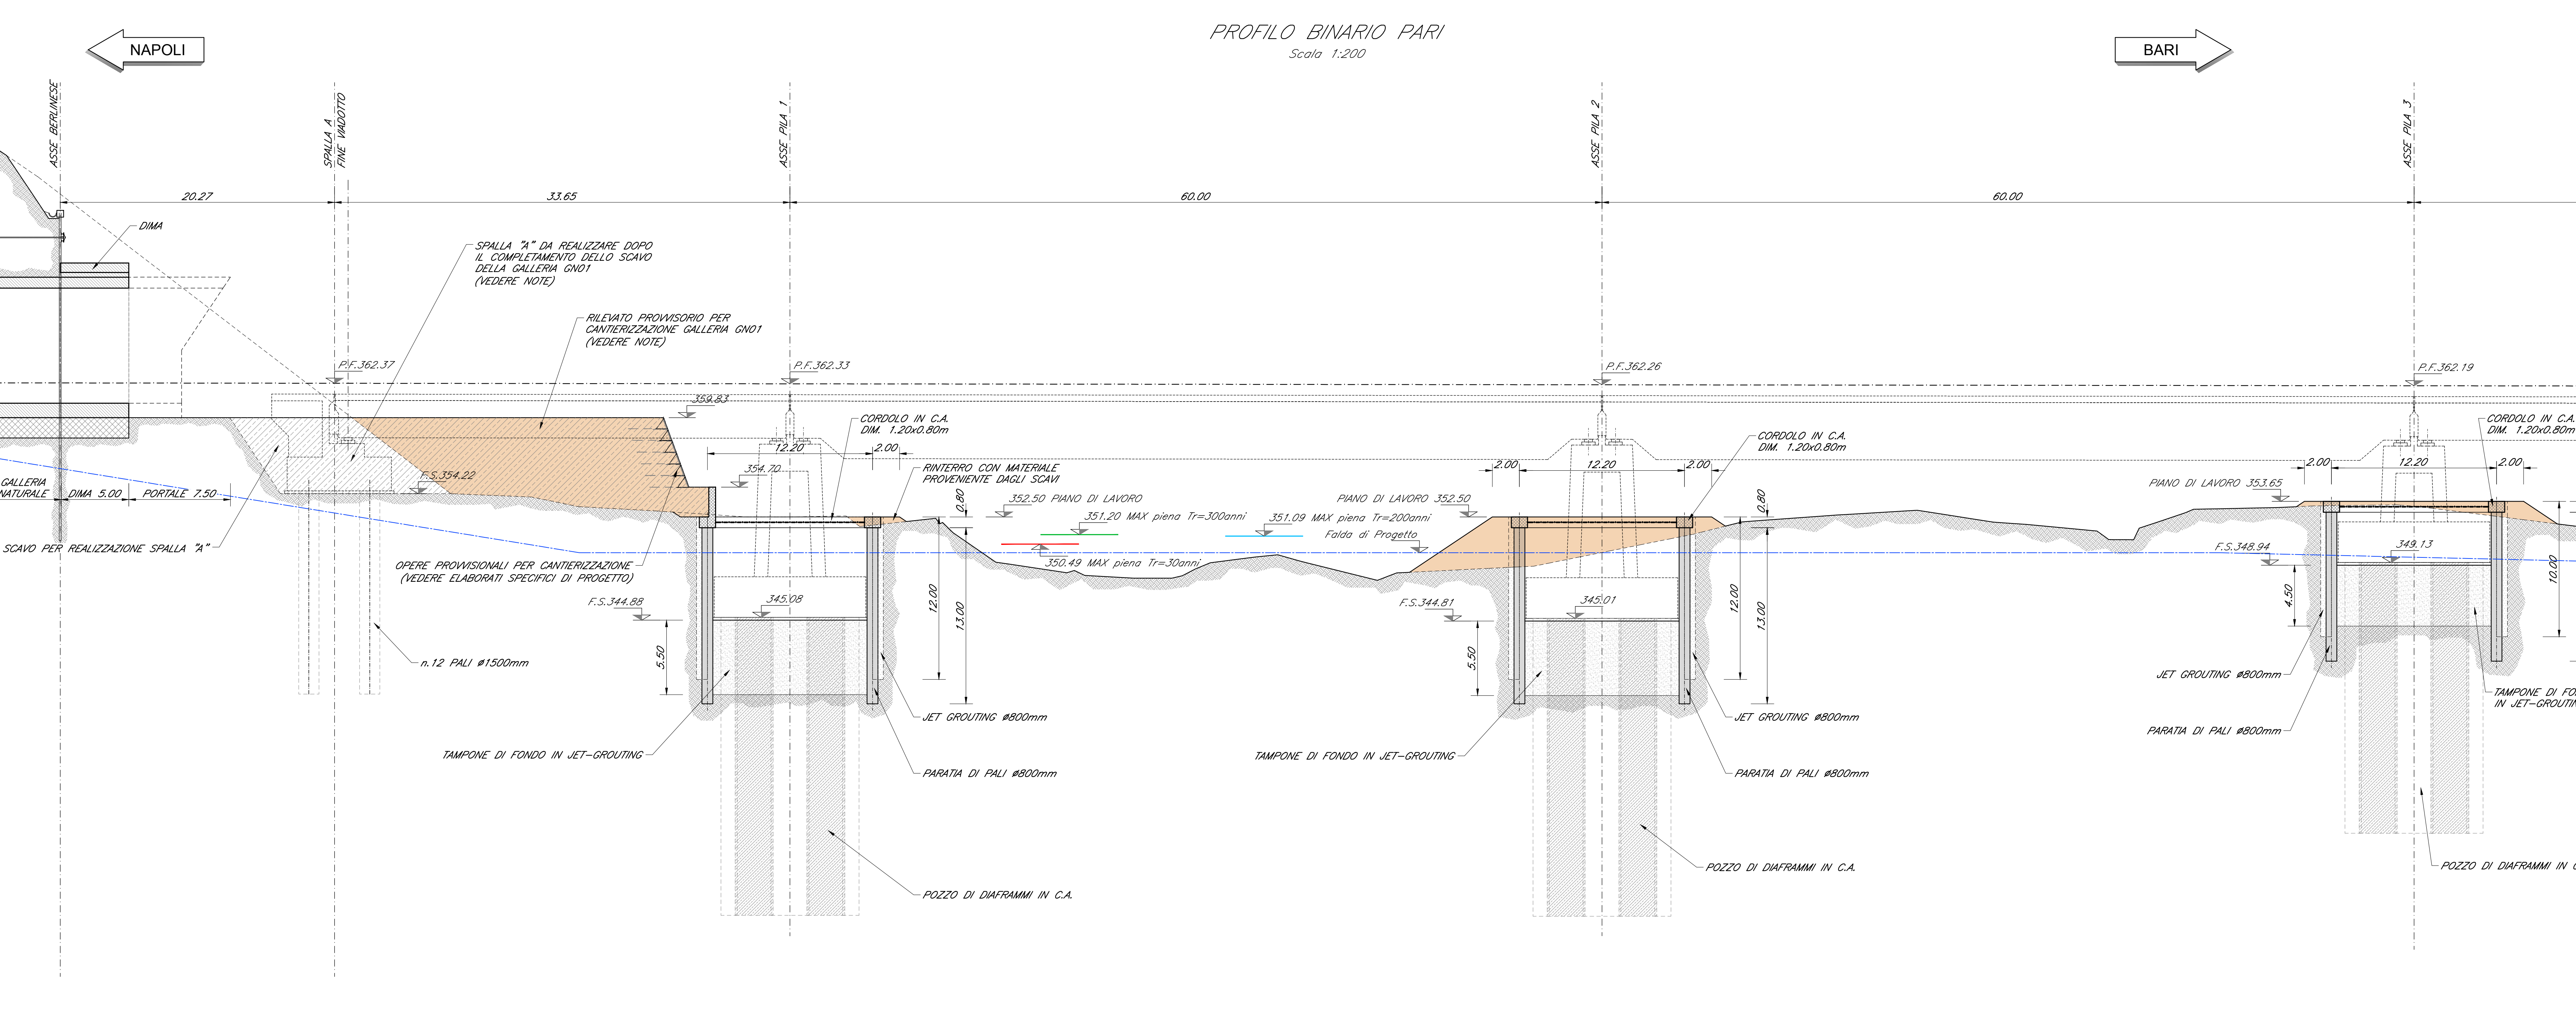 PROFILO BINARIO PARI
Scala 1:200
NAPOLI
BARI
ASSE BERLINESE
SPALLA A
FINE VIADOTTO
ASSE PILA 1
ASSE PILA 2
ASSE PILA 3
20.27
33.65
60.00
60.00
DIMA
SPALLA "A" DA REALIZZARE DOPO
IL COMPLETAMENTO DELLO SCAVO
DELLA GALLERIA GN01
(VEDERE NOTE)
RILEVATO PROVVISORIO PER
CANTIERIZZAZIONE GALLERIA GN01
(VEDERE NOTE)
P.F.362.37
P.F.362.33
P.F.362.26
P.F.362.19
359.83
CORDOLO IN C.A.
DIM. 1.20x0.80m
12.20
2.00
RINTERRO CON MATERIALE
PROVENIENTE DAGLI SCAVI
F.S.354.22
354.70
GALLERIA
NATURALE
DIMA 5.00
PORTALE 7.50
SCAVO PER REALIZZAZIONE SPALLA "A"
OPERE PROVVISIONALI PER CANTIERIZZAZIONE
(VEDERE ELABORATI SPECIFICI DI PROGETTO)
n.12 PALI ø1500mm
0.80
352.50 PIANO DI LAVORO
351.20 MAX piena Tr=300anni
350.49 MAX piena Tr=30anni
351.09 MAX piena Tr=200anni
PIANO DI LAVORO 352.50
Falda di Progetto
F.S.344.88
345.08
5.50
12.00
13.00
JET GROUTING ø800mm
TAMPONE DI FONDO IN JET-GROUTING
PARATIA DI PALI ø800mm
POZZO DI DIAFRAMMI IN C.A.
CORDOLO IN C.A.
DIM. 1.20x0.80m
2.00
12.20
2.00
0.80
F.S.344.81
345.01
5.50
12.00
13.00
JET GROUTING ø800mm
TAMPONE DI FONDO IN JET-GROUTING
PARATIA DI PALI ø800mm
POZZO DI DIAFRAMMI IN C.A.
CORDOLO IN C.A.
DIM. 1.20x0.80m
2.00
12.20
2.00
PIANO DI LAVORO 353.65
F.S.348.94
349.13
4.50
10.00
JET GROUTING ø800mm
TAMPONE DI
IN
PARATIA DI PALI ø800mm
POZZO DI DIAFRAMMI IN